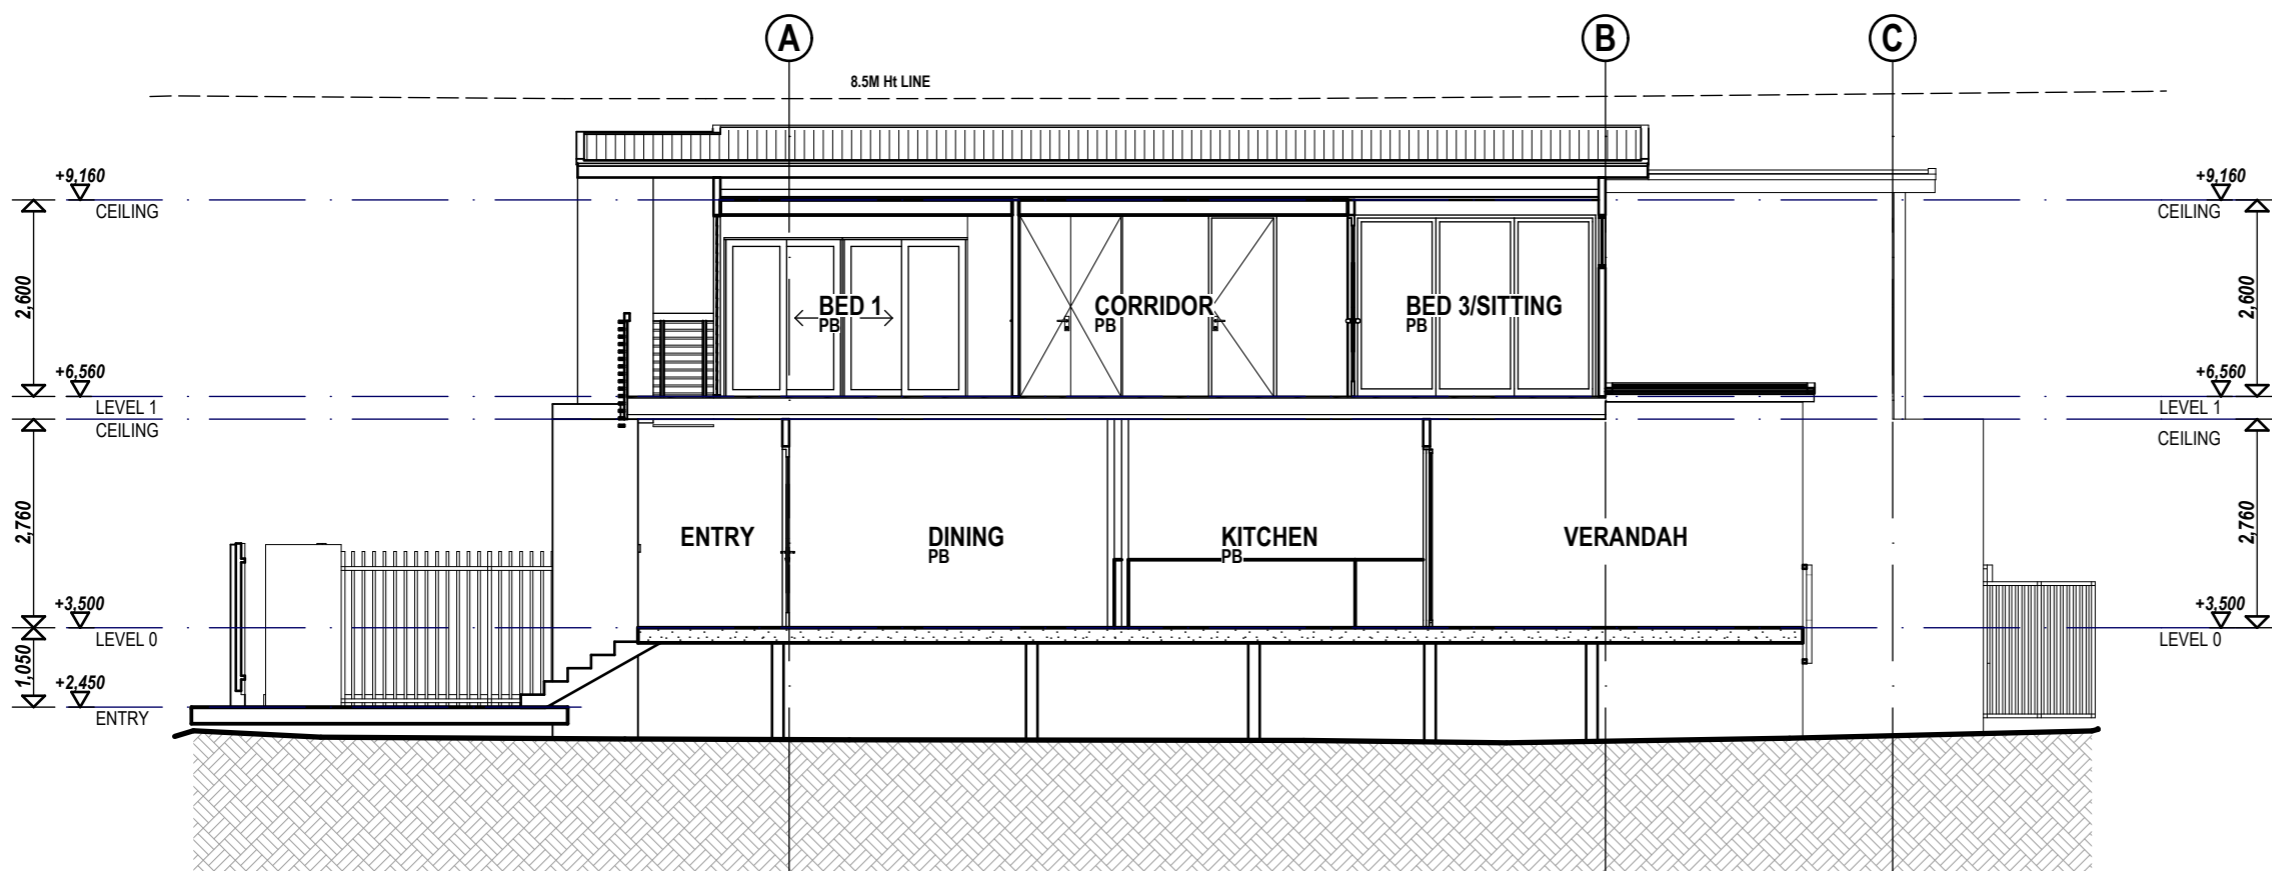 A
B
C
8.5M Ht LINE
+9,160
CEILING
+9,160
CEILING
2,600
2,600
BED 1
PB
CORRIDOR
PB
BED 3/SITTING
PB
+6,560
LEVEL 1
CEILING
+6,560
LEVEL 1
CEILING
2,760
2,760
ENTRY
DINING
PB
KITCHEN
PB
VERANDAH
+3,500
LEVEL 0
+3,500
LEVEL 0
1,050
+2,450
ENTRY